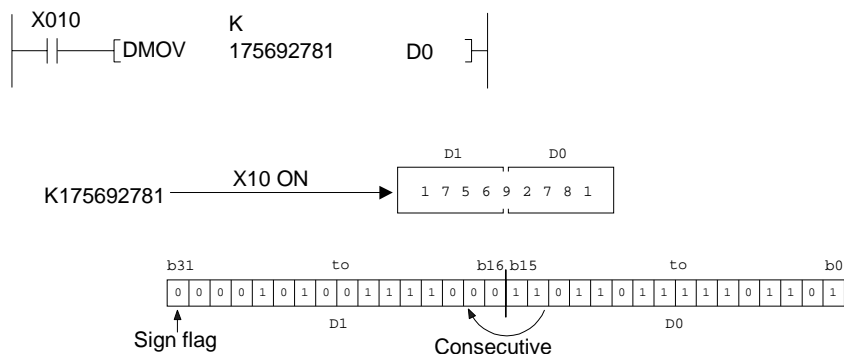 X010
K
[DMOV 175692781 D0 ]
D1 D0
K175692781 X10 ON 1 7 5 6 9 2 7 8 1
b31 to b16 b15 to b0
0 0 0 0 1 0 1 0 0 1 1 1 1 0 0 0 1 1 0 1 1 0 1 1 1 1 1 0 1 1 0 1
D1 D0
Sign flag Consecutive